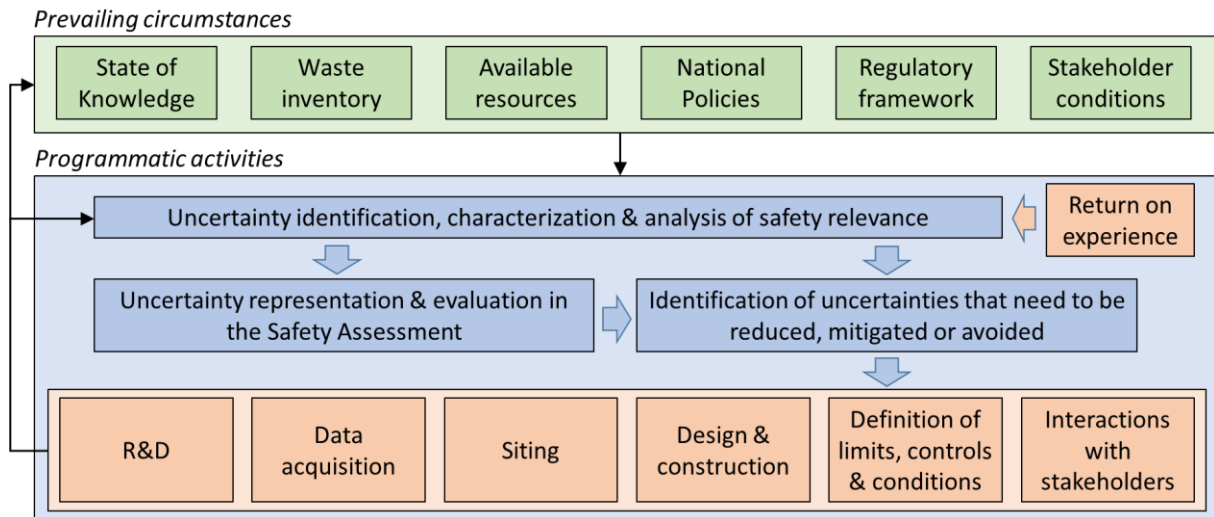 Prevailing circumstances
State of
Knowledge
Waste
inventory
Available
resources
National
Policies
Regulatory
framework
Stakeholder
conditions
Programmatic activities
Uncertainty identification, characterization & analysis of safety relevance
Return on
experience
Uncertainty representation & evaluation in
the Safety Assessment
Identification of uncertainties that need to be
reduced, mitigated or avoided
R&D
Data
acquisition
Siting
Design &
construction
Definition of
limits, controls
& conditions
Interactions
with
stakeholders